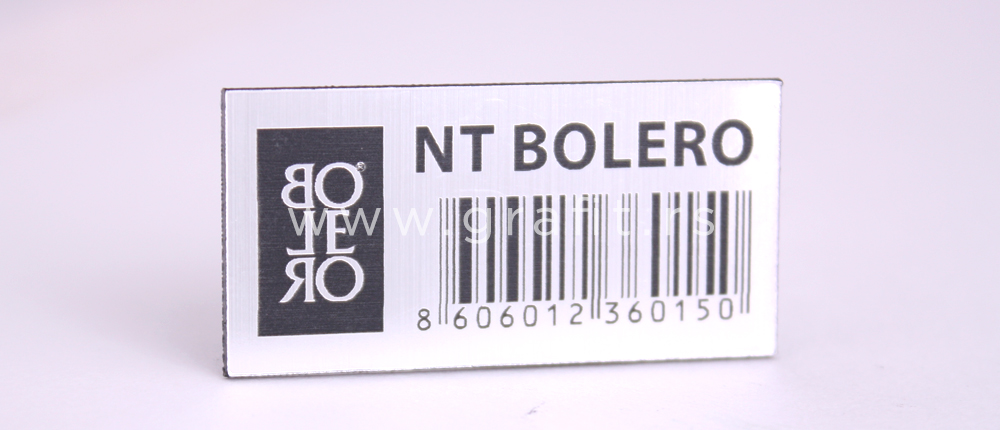 NT BOLERO
BO®
LE
RO
www.grafit.rs
8 606012 360150